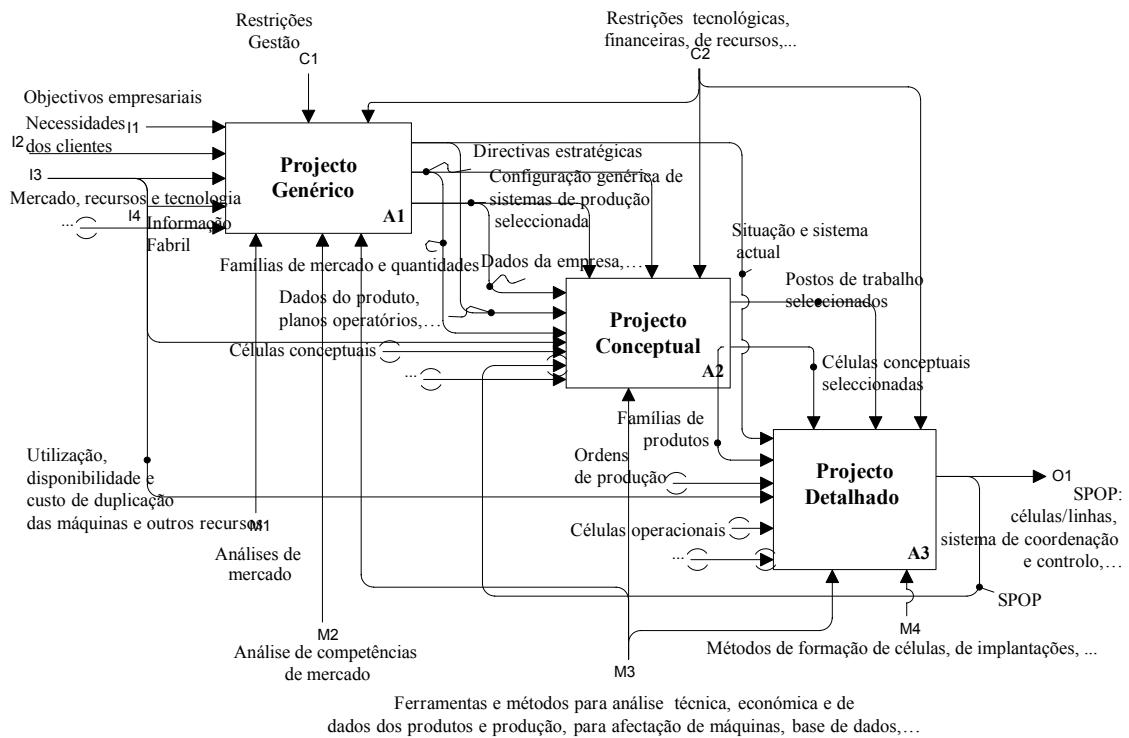 Restrições
Gestão
C1
Restrições tecnológicas,
financeiras, de recursos,...
C2
Objectivos empresariais
Necessidades
I1
I2
dos clientes
I3
Mercado, recursos e tecnologia
I4
Informação
Fabril
...
Projecto
Genérico
A1
Directivas estratégicas
Configuração genérica de
sistemas de produção
seleccionada
Situação e sistema
actual
Famílias de mercado e quantidades
Dados da empresa,…
Postos de trabalho
seleccionados
Dados do produto,
planos operatórios,…
Células conceptuais
...
Projecto
Conceptual
A2
Células conceptuais
seleccionadas
Famílias de
produtos
Ordens
de produção
Células operacionais
...
Projecto
Detalhado
A3
Utilização,
disponibilidade e
custo de duplicação
das máquinas e outros recursos
M1
Análises de
mercado
O1
SPOP:
células/linhas,
sistema de coordenação
e controlo,…
SPOP
M2
Análise de competências
de mercado
M3
M4
Métodos de formação de células, de implantações, ...
Ferramentas e métodos para análise técnica, económica e de
dados dos produtos e produção, para afectação de máquinas, base de dados,…